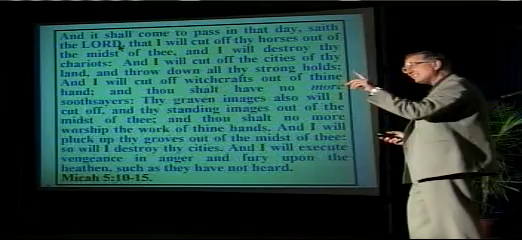 And it shall come to pass in that day, saith
the LORD, that I will cut off thy horses out of
the midst of thee, and I will destroy thy
chariots: And I will cut off the cities of thy
land, and throw down all thy strong holds:
And I will cut off witchcrafts out of thine
hand; and thou shalt have no more
soothsayers: Thy graven images also will I
cut off, and thy standing images out of the
midst of thee; and thou shalt no more
worship the work of thine hands. And I will
pluck up thy groves out of the midst of thee:
so will I destroy thy cities. And I will execute
vengeance in anger and fury upon the
heathen, such as they have not heard.
Micah 5:10-15.